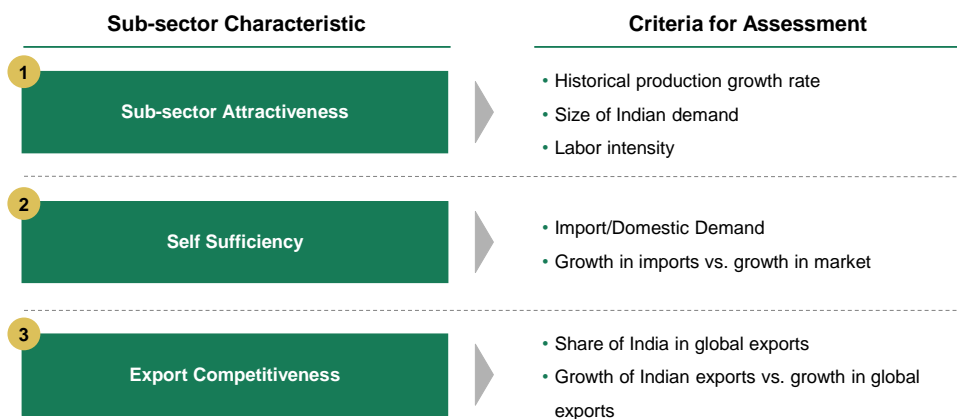 Sub-sector Characteristic
Criteria for Assessment
1
Sub-sector Attractiveness
• Historical production growth rate
• Size of Indian demand
• Labor intensity
2
Self Sufficiency
• Import/Domestic Demand
• Growth in imports vs. growth in market
3
Export Competitiveness
• Share of India in global exports
• Growth of Indian exports vs. growth in global
exports